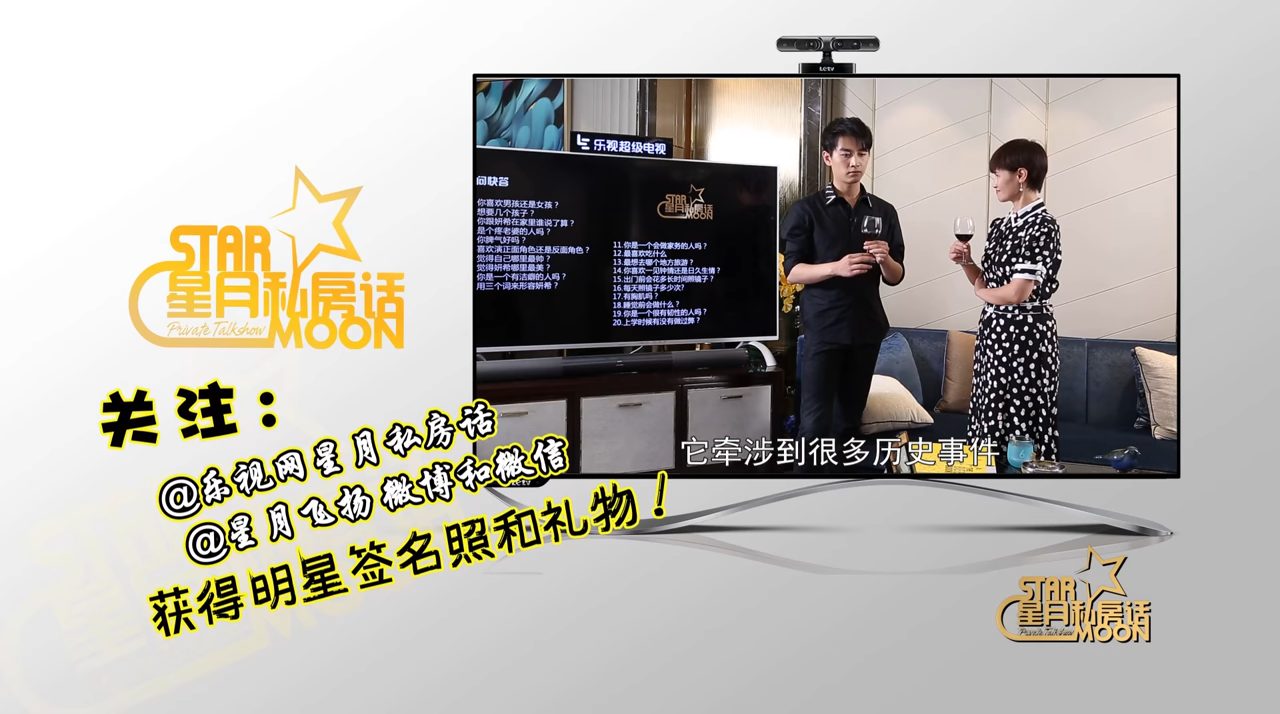 STAR
星月私房话
Private Talkshow
MOON
关注：
@乐视网星月私房话
@星月飞扬微博和微信
获得明星签名照和礼物！
LeTV
乐视超级电视
问快答
你喜欢男孩还是女孩？
想要几个孩子？
你跟妍希在家里谁说了算？
是个疼老婆的人吗？
你脾气好吗？
喜欢演正面角色还是反面角色？
觉得自己哪里最帅？
觉得妍希哪里最美？
你是一个有洁癖的人吗？
用三个词来形容妍希？
STAR
星月私房话
MOON
11.你是一个会做家务的人吗？
12.最喜欢吃什么
13.最想去哪个地方旅游？
14.你喜欢一见钟情还是日久生情
15.出门前会花多长时间照镜子？
16.每天照镜子多少次?
17.有胸肌吗？
18.睡觉前会做什么？
19.你是一个很有韧性的人吗？
20.上学时候有没有做过弊？
它牵涉到很多历史事件
LeTV
STAR
星月私房话
Private Talkshow
MOON